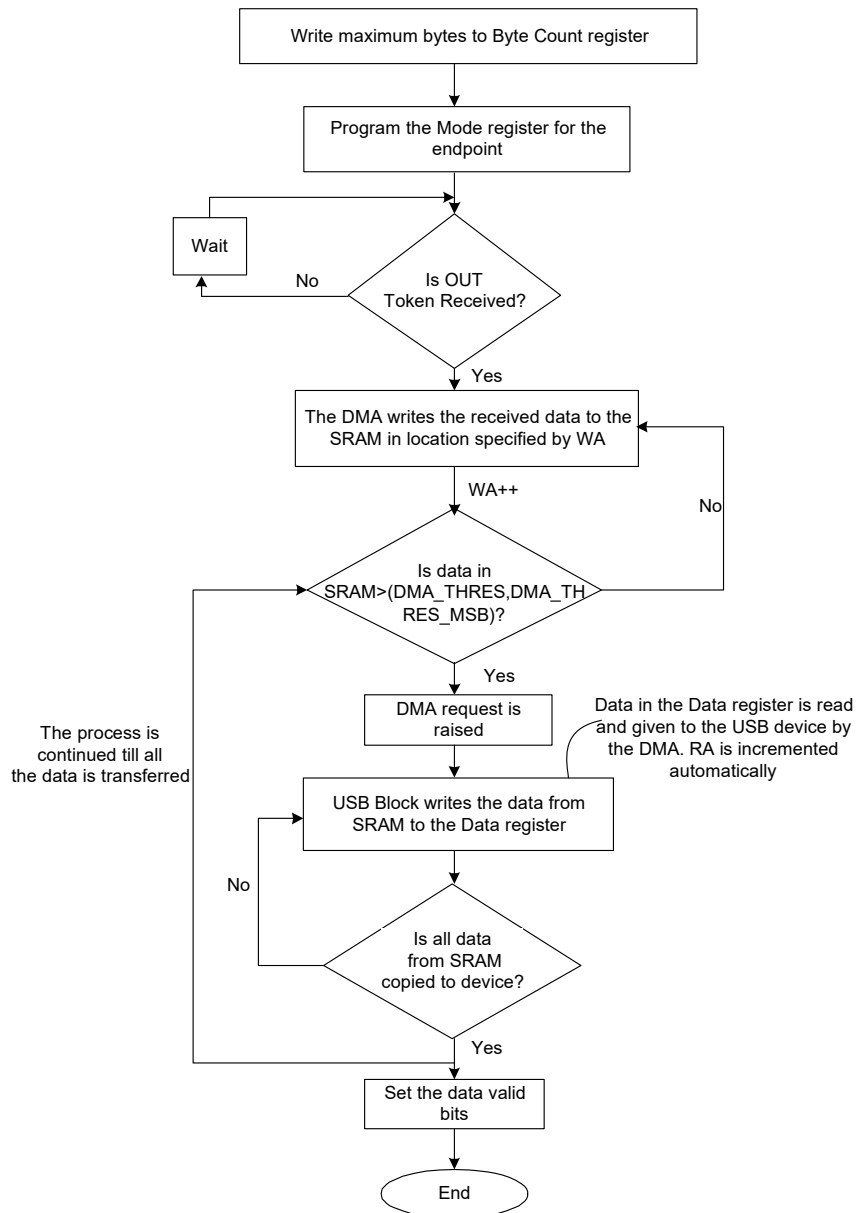 Write maximum bytes to Byte Count register
Program the Mode register for the
endpoint
Wait
No
Is OUT
Token Received?
Yes
The DMA writes the received data to the
SRAM in location specified by WA
WA++
No
Is data in
SRAM>(DMA_THRES,DMA_TH
RES_MSB)?
Yes
DMA request is
raised
Data in the Data register is read
and given to the USB device by
the DMA. RA is incremented
automatically
The process is
continued till all
the data is transferred
USB Block writes the data from
SRAM to the Data register
No
Is all data
from SRAM
copied to device?
Yes
Set the data valid
bits
End